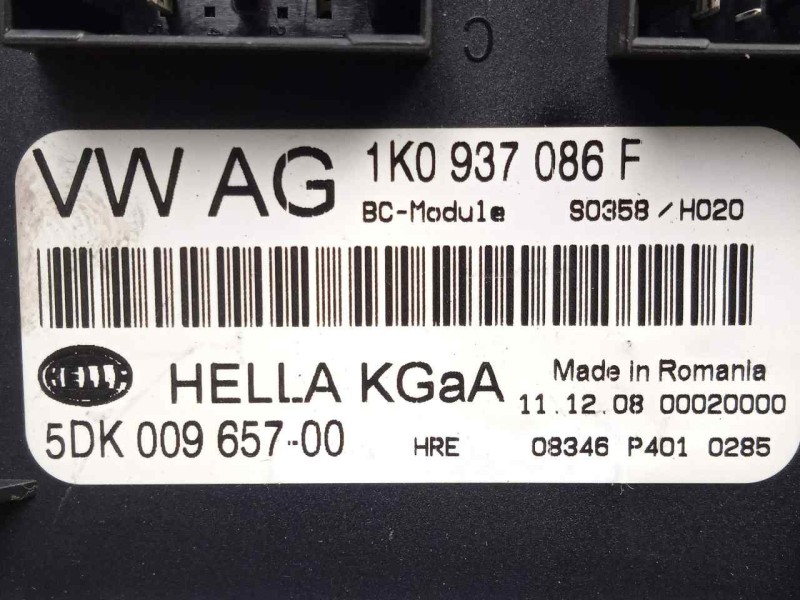 C
VW AG 1K0 937 086 F
BC-Module S0358 / H020
HELLA HELLA KGaA Made in Romania
11.12.08 00020000
5DK 009 657-00 HRE 08346 P401 0285